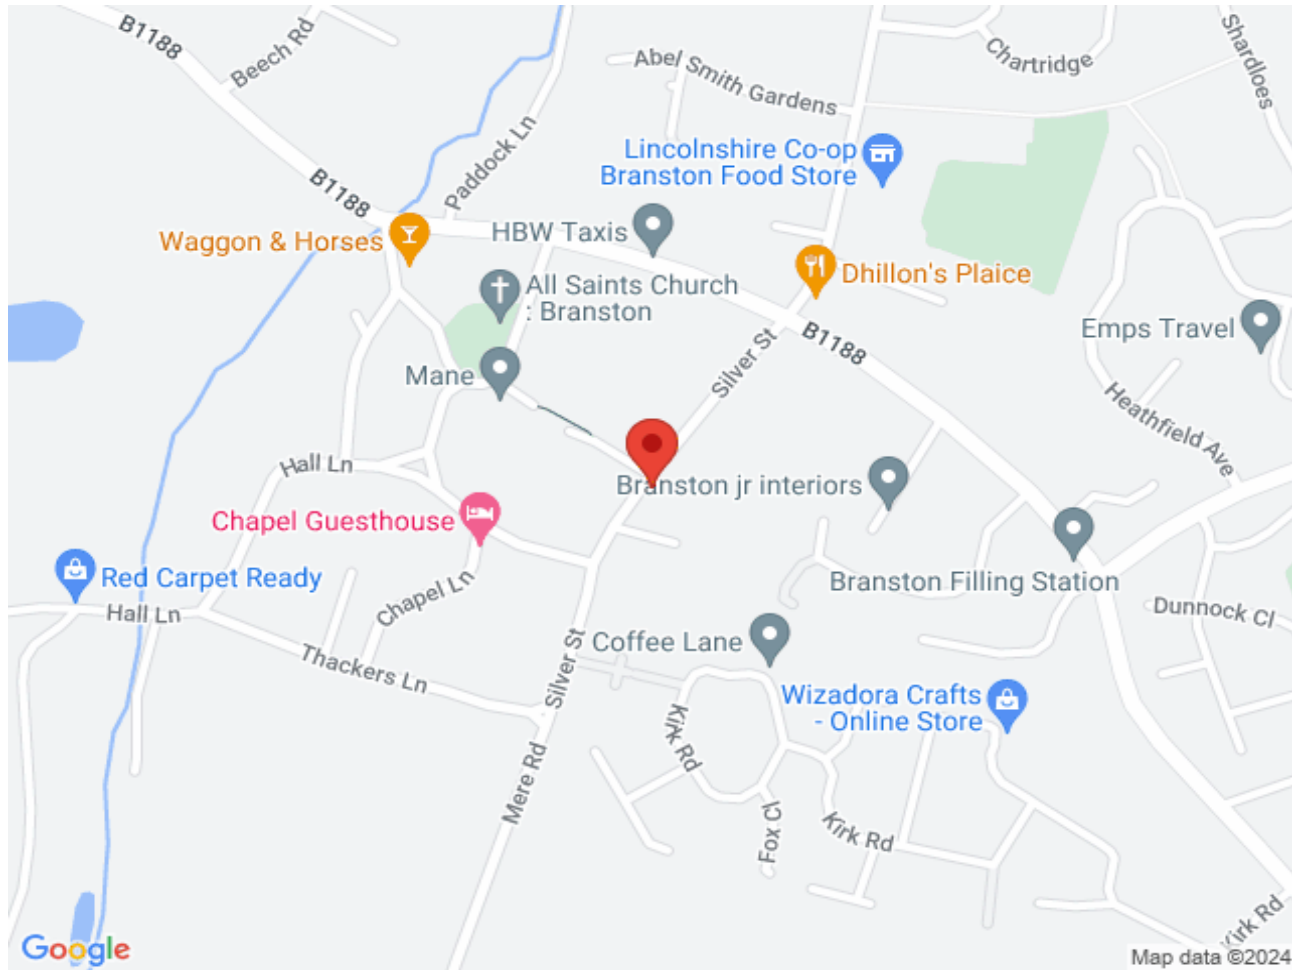 B1188
Beech Rd
Chartridge
Shardloes
Abel Smith Gardens
Paddock Ln
Lincolnshire Co-op
Branston Food Store
B1188
Waggon & Horses
HBW Taxis
Dhillon's Plaice
All Saints Church
: Branston
Emps Travel
B1188
Silver St
Mane
Heathfield Ave
Hall Ln
Branston jr interiors
Chapel Guesthouse
Red Carpet Ready
Chapel Ln
Branston Filling Station
Hall Ln
Dunnock Cl
Coffee Lane
Thackers Ln
Silver St
Wizadora Crafts
- Online Store
Kirk Rd
Mere Rd
Fox Cl
Kirk Rd
Kirk Rd
Google
Map data ©2024